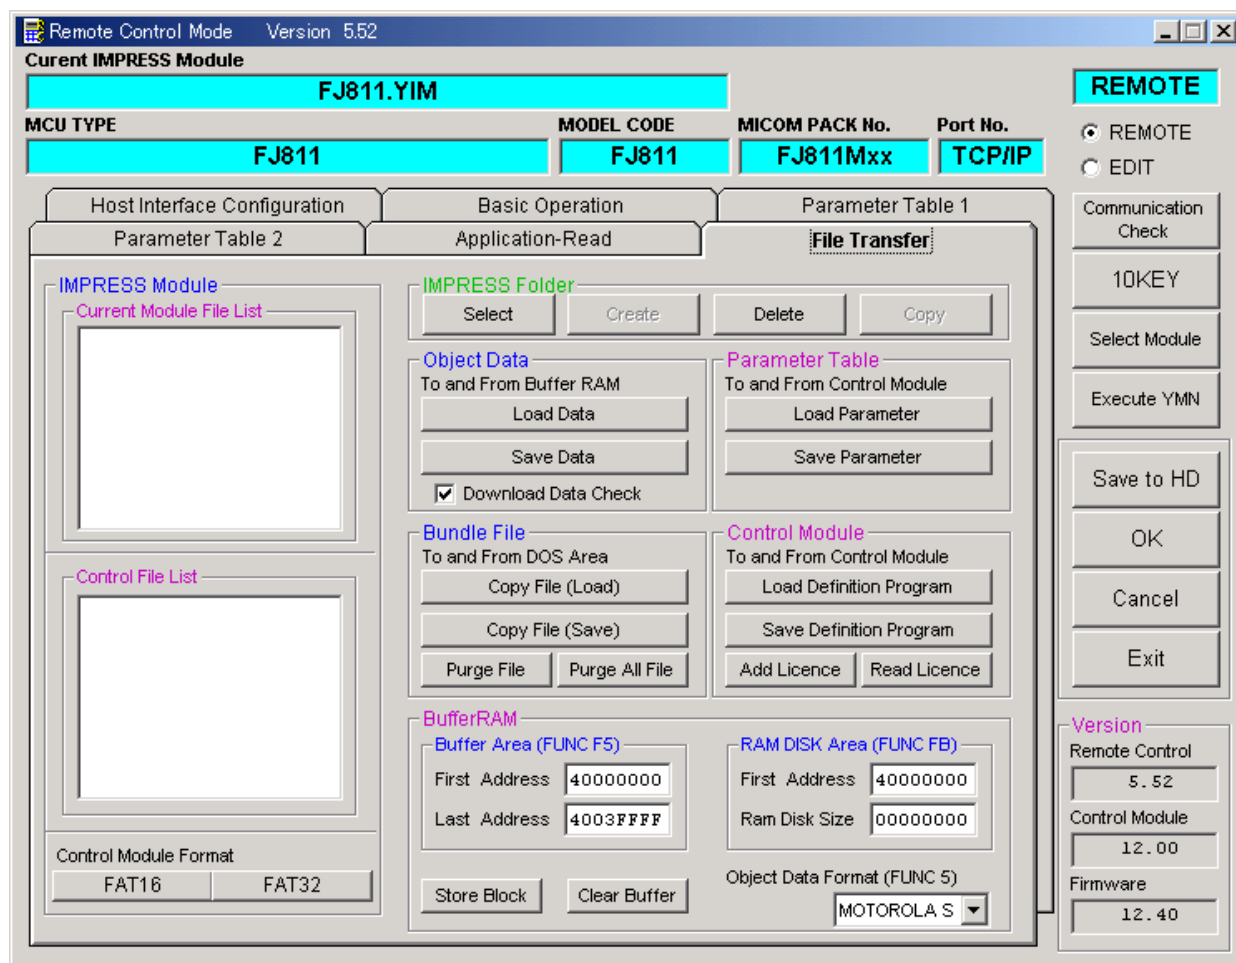 Remote Control Mode Version 5.52
Curent IMPRESS Module
FJ811.YIM
REMOTE
MCU TYPE MODEL CODE MICOM PACK No. Port No.
FJ811 FJ811 FJ811Mxx TCP/IP
REMOTE
EDIT
Host Interface Configuration Basic Operation Parameter Table 1
Parameter Table 2 Application-Read File Transfer
Communication
Check
10KEY
Select Module
Execute YMN
IMPRESS Module
Current Module File List
Control File List
Control Module Format
FAT16 FAT32
IMPRESS Folder
Select Create Delete Copy
Object Data
To and From Buffer RAM
Load Data
Save Data
Download Data Check
Parameter Table
To and From Control Module
Load Parameter
Save Parameter
Bundle File
To and From DOS Area
Copy File (Load)
Copy File (Save)
Purge File Purge All File
Control Module
To and From Control Module
Load Definition Program
Save Definition Program
Add Licence Read Licence
BufferRAM
Buffer Area (FUNC F5)
First Address 40000000
Last Address 4003FFFF
RAM DISK Area (FUNC FB)
First Address 40000000
Ram Disk Size 00000000
Store Block Clear Buffer
Object Data Format (FUNC 5)
MOTOROLA S
Save to HD
OK
Cancel
Exit
Version
Remote Control
5.52
Control Module
12.00
Firmware
12.40